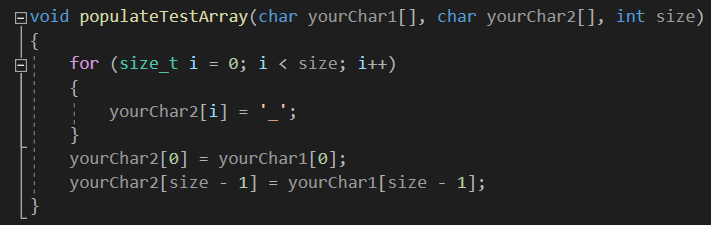 void populateTestArray(char yourChar1[], char yourChar2[], int size)
{
for (size_t i = 0; i < size; i++)
{
yourChar2[i] = '_';
}
yourChar2[0] = yourChar1[0];
yourChar2[size - 1] = yourChar1[size - 1];
}